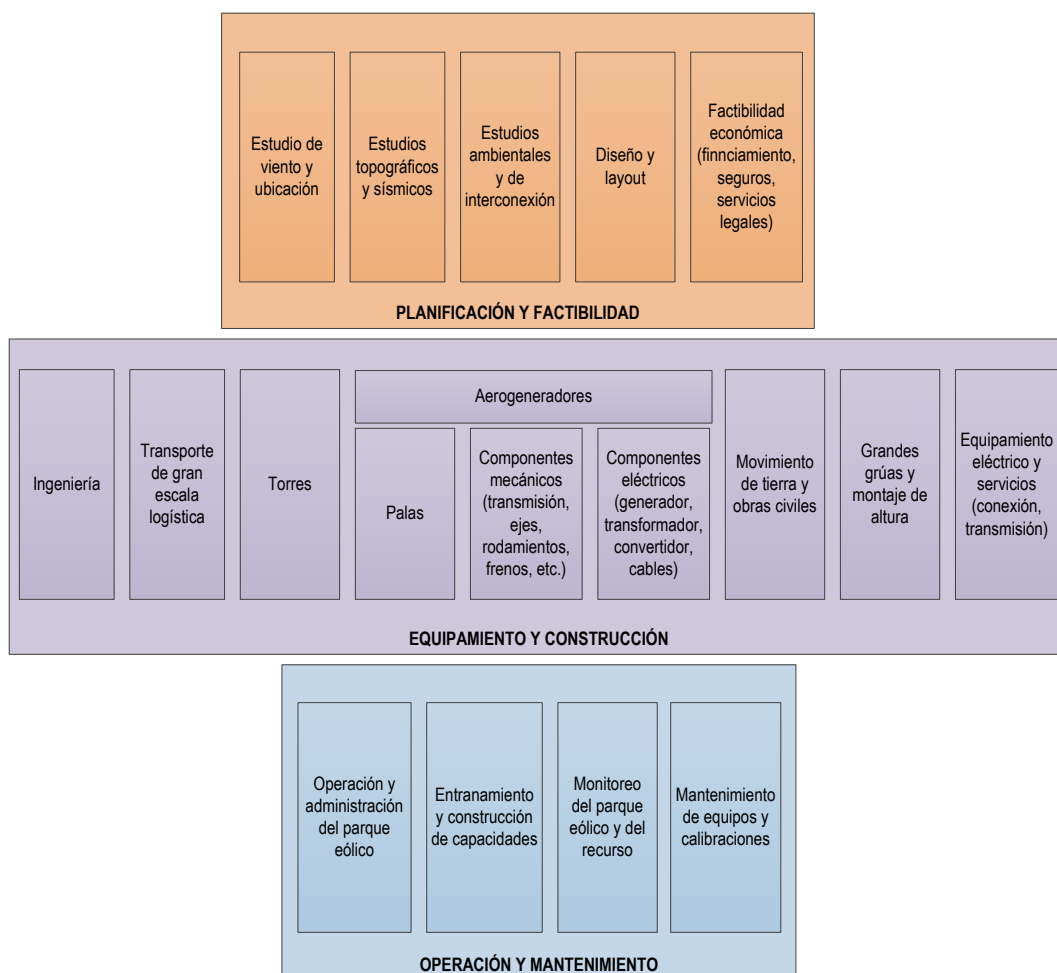 Estudio de
viento y
ubicación
Estudios
topográficos
y sísmicos
Estudios
ambientales
y de
interconexión
Diseño y
layout
Factibilidad
económica
(finnciamiento,
seguros,
servicios
legales)
PLANIFICACIÓN Y FACTIBILIDAD
Ingeniería
Transporte
de gran
escala
logística
Torres
Aerogeneradores
Palas
Componentes
mecánicos
(transmisión,
ejes,
rodamientos,
frenos, etc.)
Componentes
eléctricos
(generador,
transformador,
convertidor,
cables)
Movimiento
de tierra y
obras civiles
Grandes
grúas y
montaje de
altura
Equipamiento
eléctrico y
servicios
(conexión,
transmisión)
EQUIPAMIENTO Y CONSTRUCCIÓN
Operación y
administración
del parque
eólico
Entranamiento
y construcción
de capacidades
Monitoreo
del parque
eólico y del
recurso
Mantenimiento
de equipos y
calibraciones
OPERACIÓN Y MANTENIMIENTO